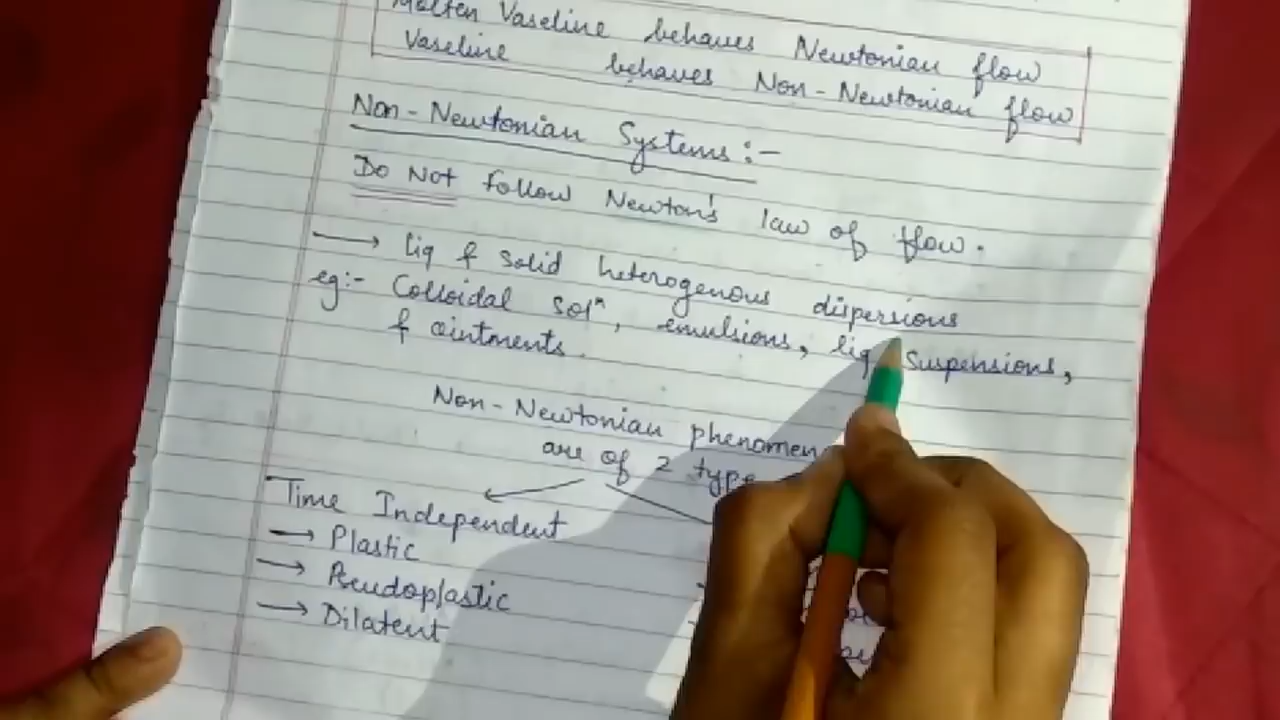 Molten Vaseline behaves Newtonian flow
Vaseline behaves Non-Newtonian flow
Non-Newtonian Systems:-
Do Not follow Newton's law of flow.
→ liq & solid heterogenous dispersions
eg:- Colloidal solⁿ, emulsions, liq suspensions,
& ointments.
Non-Newtonian phenomen
are of 2 type
Time Independent
→ Plastic
→ Pseudoplastic
→ Dilatent